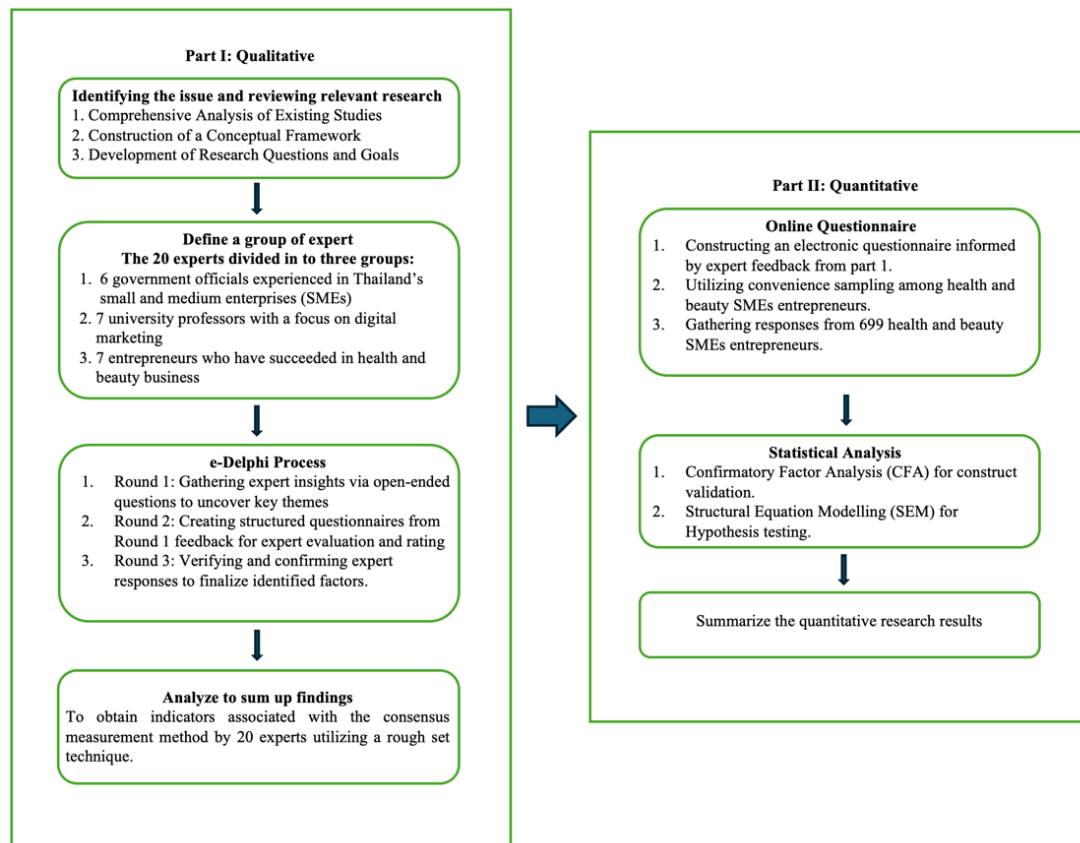 Part I: Qualitative
Identifying the issue and reviewing relevant research
1. Comprehensive Analysis of Existing Studies
2. Construction of a Conceptual Framework
3. Development of Research Questions and Goals
Define a group of expert
The 20 experts divided in to three groups:
1. 6 government officials experienced in Thailand's
small and medium enterprises (SMEs)
2. 7 university professors with a focus on digital
marketing
3. 7 entrepreneurs who have succeeded in health and
beauty business
e-Delphi Process
1. Round 1: Gathering expert insights via open-ended
questions to uncover key themes
2. Round 2: Creating structured questionnaires from
Round 1 feedback for expert evaluation and rating
3. Round 3: Verifying and confirming expert
responses to finalize identified factors.
Analyze to sum up findings
To obtain indicators associated with the consensus
measurement method by 20 experts utilizing a rough set
technique.
Part II: Quantitative
Online Questionnaire
1. Constructing an electronic questionnaire informed
by expert feedback from part 1.
2. Utilizing convenience sampling among health and
beauty SMEs entrepreneurs.
3. Gathering responses from 699 health and beauty
SMEs entrepreneurs.
Statistical Analysis
1. Confirmatory Factor Analysis (CFA) for construct
validation.
2. Structural Equation Modelling (SEM) for
Hypothesis testing.
Summarize the quantitative research results